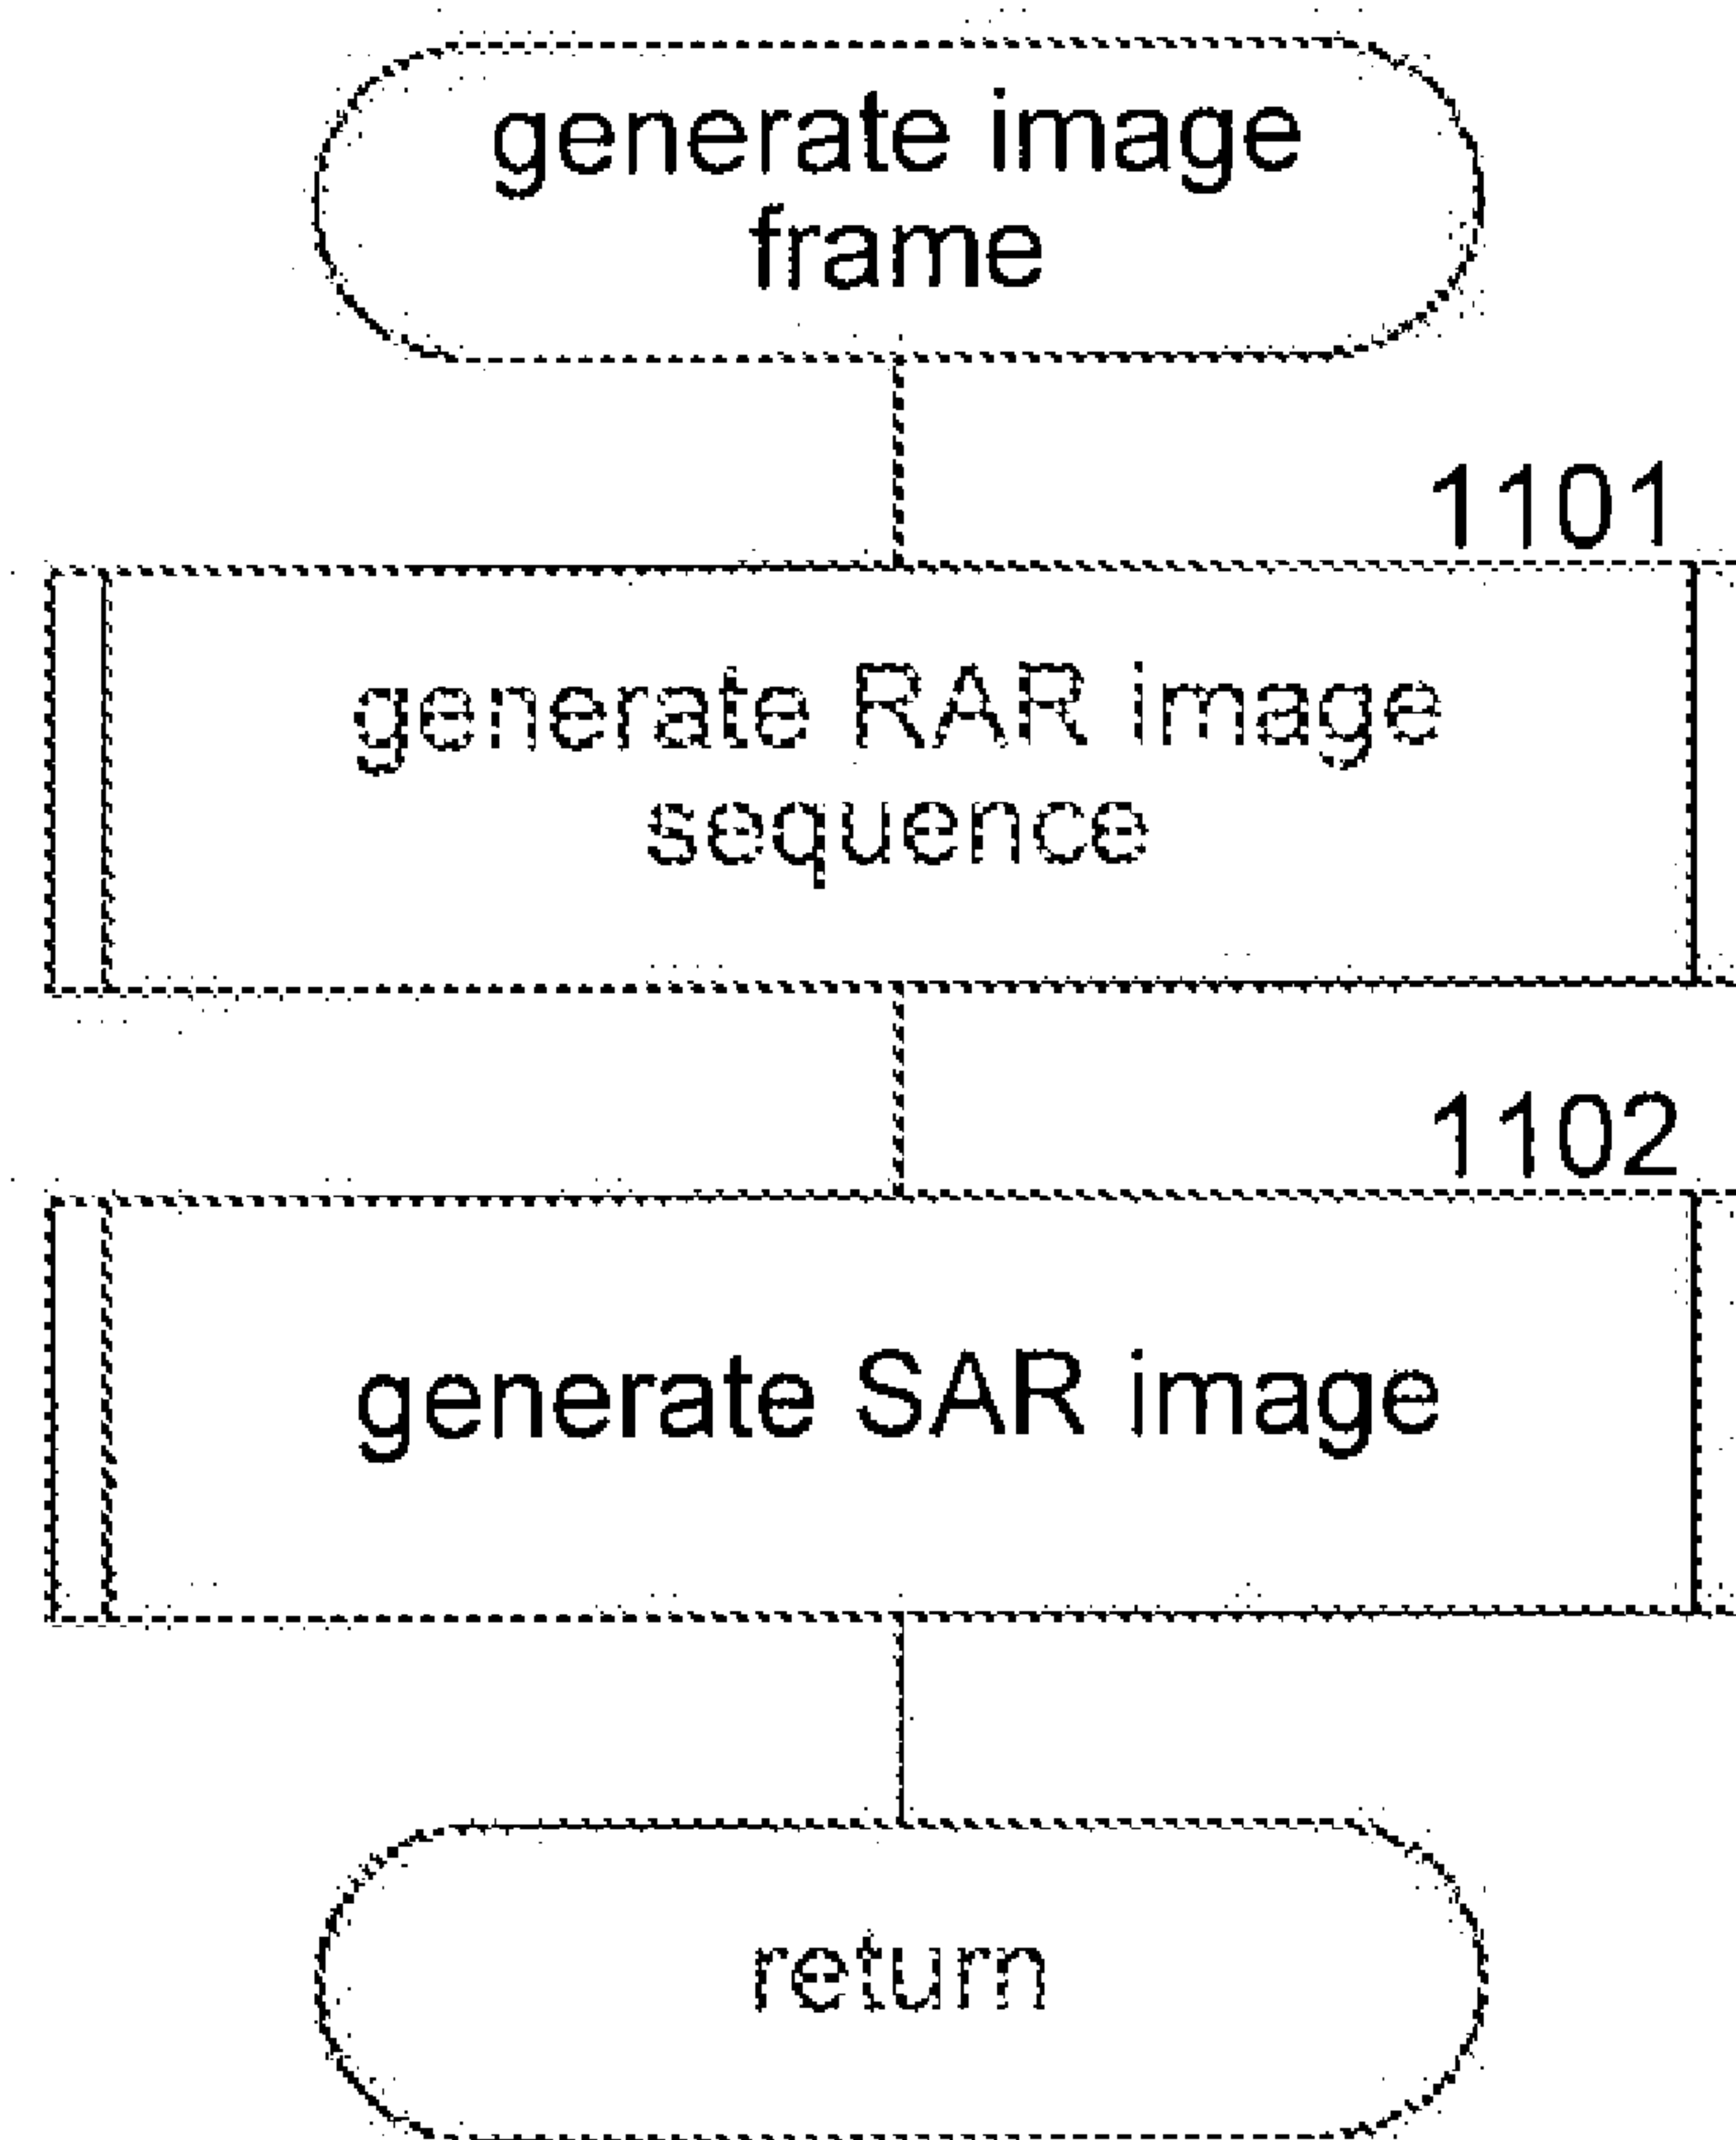 generate image
frame
1101
generate RAR image
sequence
1102
generate SAR image
return